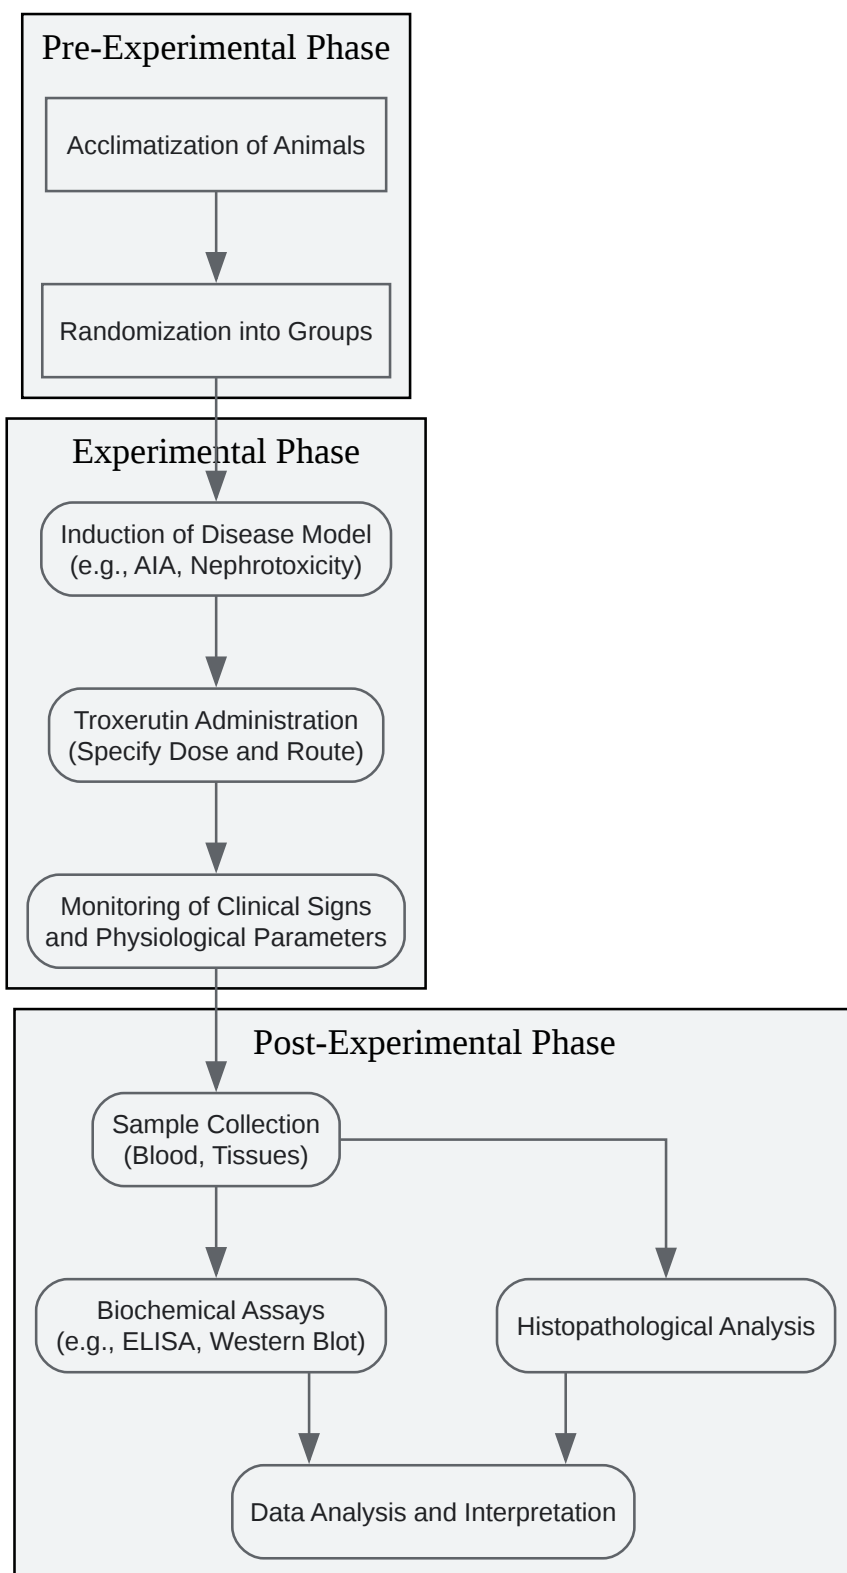 Pre-Experimental Phase
Acclimatization of Animals
Randomization into Groups
Experimental Phase
Induction of Disease Model
(e.g., AIA, Nephrotoxicity)
Troxerutin Administration
(Specify Dose and Route)
Monitoring of Clinical Signs
and Physiological Parameters
Post-Experimental Phase
Sample Collection
(Blood, Tissues)
Biochemical Assays
(e.g., ELISA, Western Blot)
Histopathological Analysis
Data Analysis and Interpretation